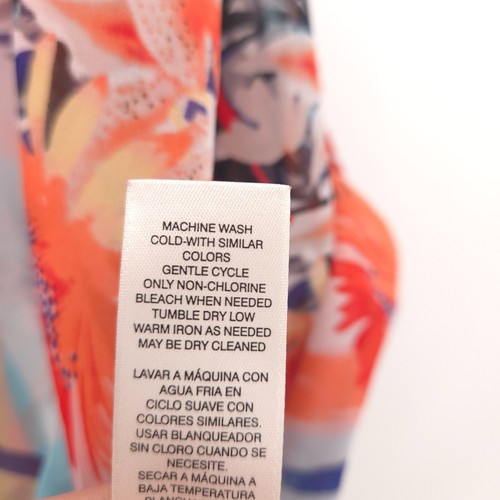 MACHINE WASH
COLD-WITH SIMILAR
COLORS
GENTLE CYCLE
ONLY NON-CHLORINE
BLEACH WHEN NEEDED
TUMBLE DRY LOW
WARM IRON AS NEEDED
MAY BE DRY CLEANED
LAVAR A MÁQUINA CON
AGUA FRIA EN
CICLO SUAVE CON
COLORES SIMILARES.
USAR BLANQUEADOR
SIN CLORO CUANDO SE
NECESITE.
SECAR A MÁQUINA A
BAJA TEMPERATURA